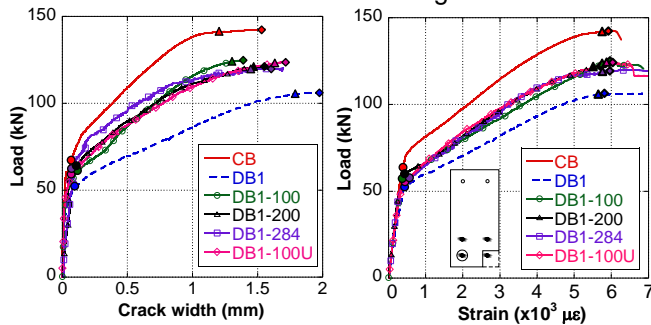 Load (kN)
150
100
50
0
0
0.5
1
1.5
2
Crack width (mm)
CB
DB1
DB1-100
DB1-200
DB1-284
DB1-100U
Load (kN)
150
100
50
0
0
1
2
3
4
5
6
7
Strain (x10³ µε)
CB
DB1
DB1-100
DB1-200
DB1-284
DB1-100U